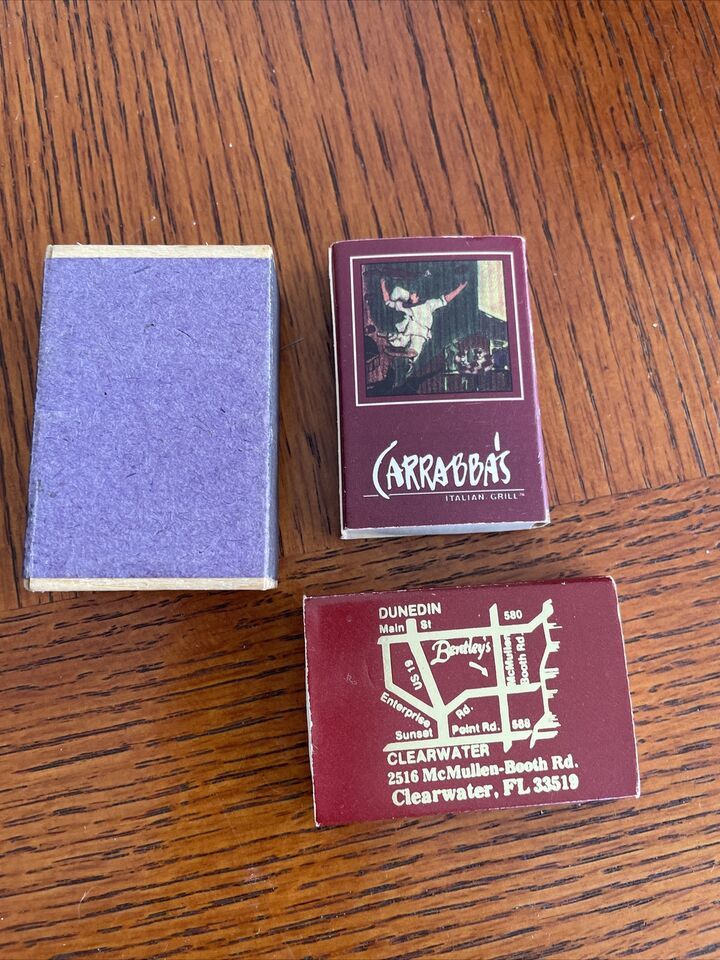 CARRABBA'S
ITALIAN GRILL™
DUNEDIN
Main St
580
Bentley's
McMullen
Booth Rd
US 19
Enterprise
Rd.
Sunset Point Rd.
588
CLEARWATER
2516 McMullen-Booth Rd.
Clearwater, FL 33519